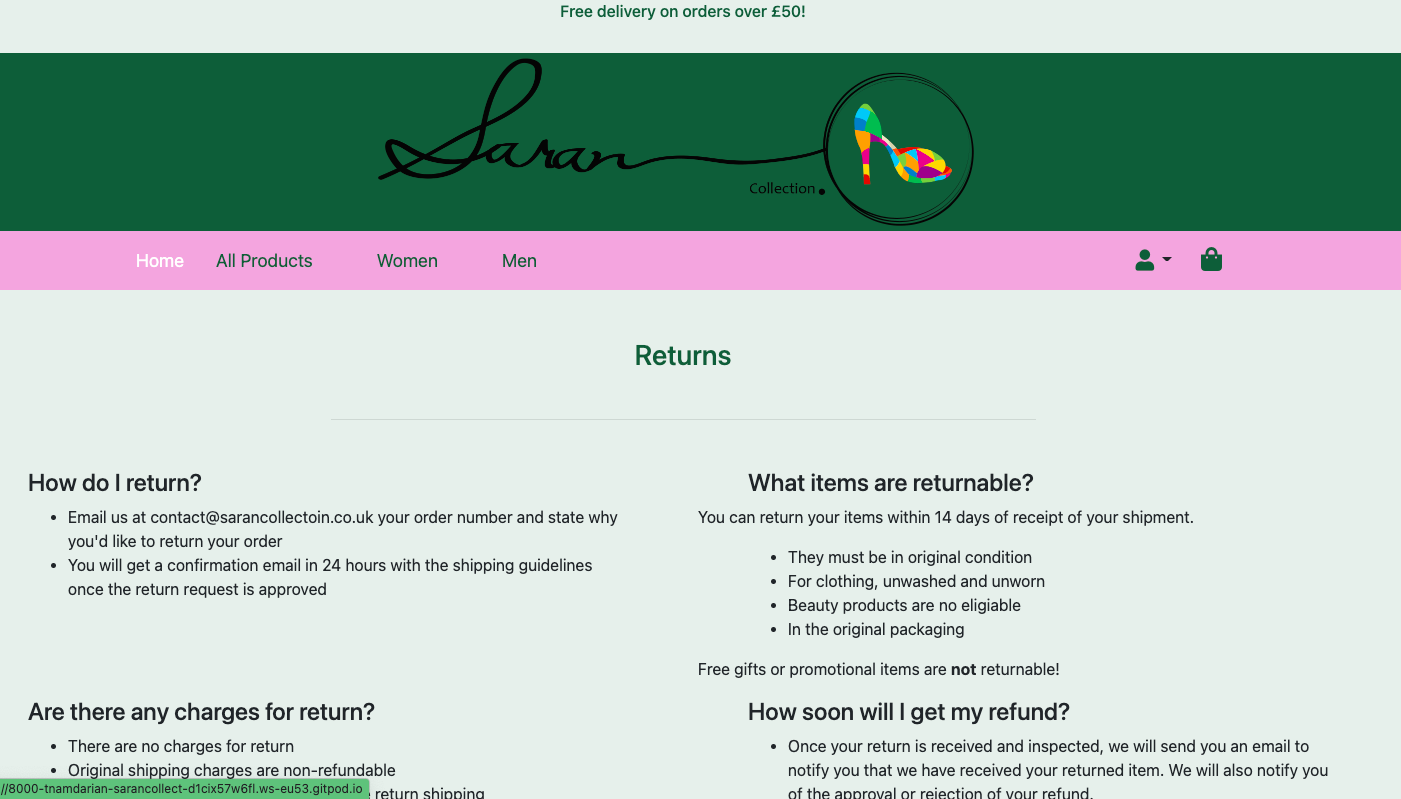 Free delivery on orders over £50!
Saran
Collection
Home All Products Women Men
Returns
How do I return?
Email us at contact@sarancollectoin.co.uk your order number and state why
you'd like to return your order
You will get a confirmation email in 24 hours with the shipping guidelines
once the return request is approved
What items are returnable?
You can return your items within 14 days of receipt of your shipment.
They must be in original condition
For clothing, unwashed and unworn
Beauty products are no eligiable
In the original packaging
Free gifts or promotional items are not returnable!
Are there any charges for return?
There are no charges for return
Original shipping charges are non-refundable
return shipping
How soon will I get my refund?
Once your return is received and inspected, we will send you an email to
notify you that we have received your returned item. We will also notify you
of the approval or rejection of your refund.
//8000-tnamdarian-sarancollect-d1cix57w6fl.ws-eu53.gitpod.io